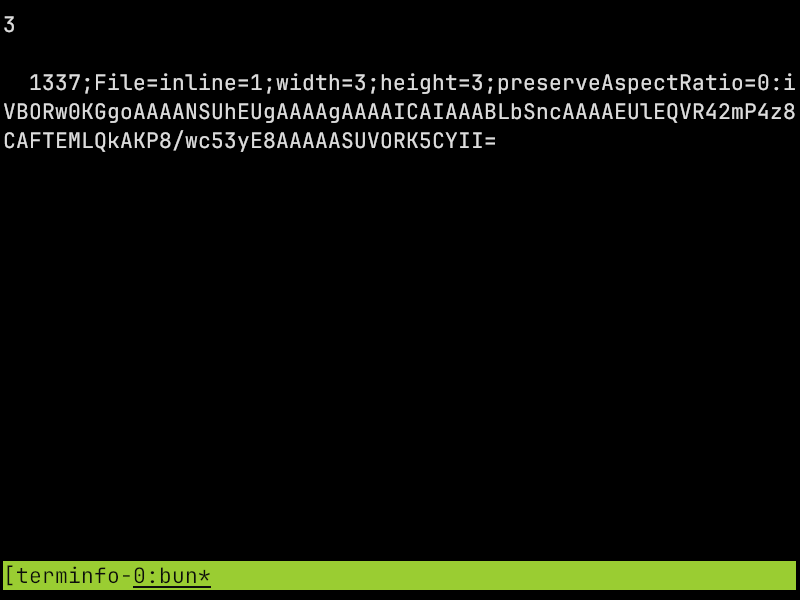 3
1337;File=inline=1;width=3;height=3;preserveAspectRatio=0:i
VBORw0KGgoAAAANSUhEUgAAAAgAAAAICAIAAABLbSncAAAAEUlEQVR42mP4z8
CAFTEMLQkAKP8/wc53yE8AAAAASUVORK5CYII=
[terminfo-0:bun*